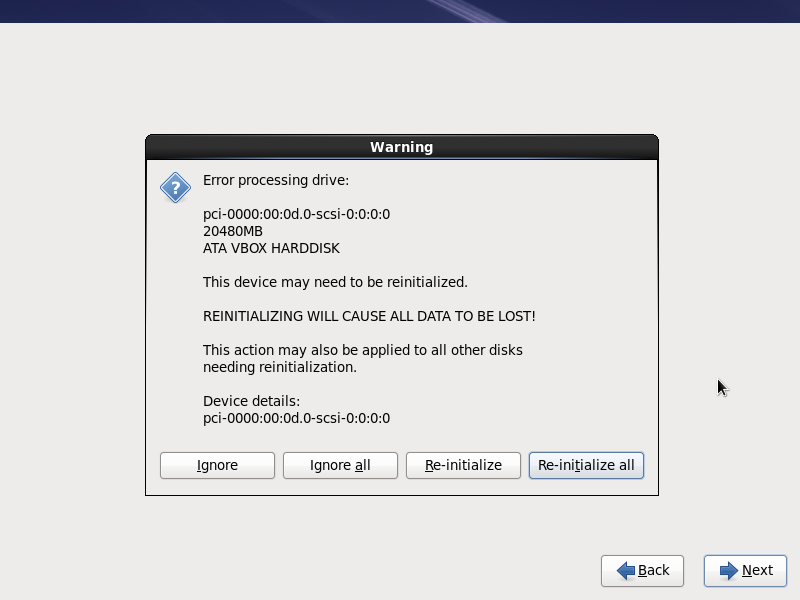 Warning
Error processing drive:
pci-0000:00:0d.0-scsi-0:0:0:0
20480MB
ATA VBOX HARDDISK
This device may need to be reinitialized.
REINITIALIZING WILL CAUSE ALL DATA TO BE LOST!
This action may also be applied to all other disks
needing reinitialization.
Device details:
pci-0000:00:0d.0-scsi-0:0:0:0
Ignore Ignore all Re-initialize Re-initialize all
Back Next